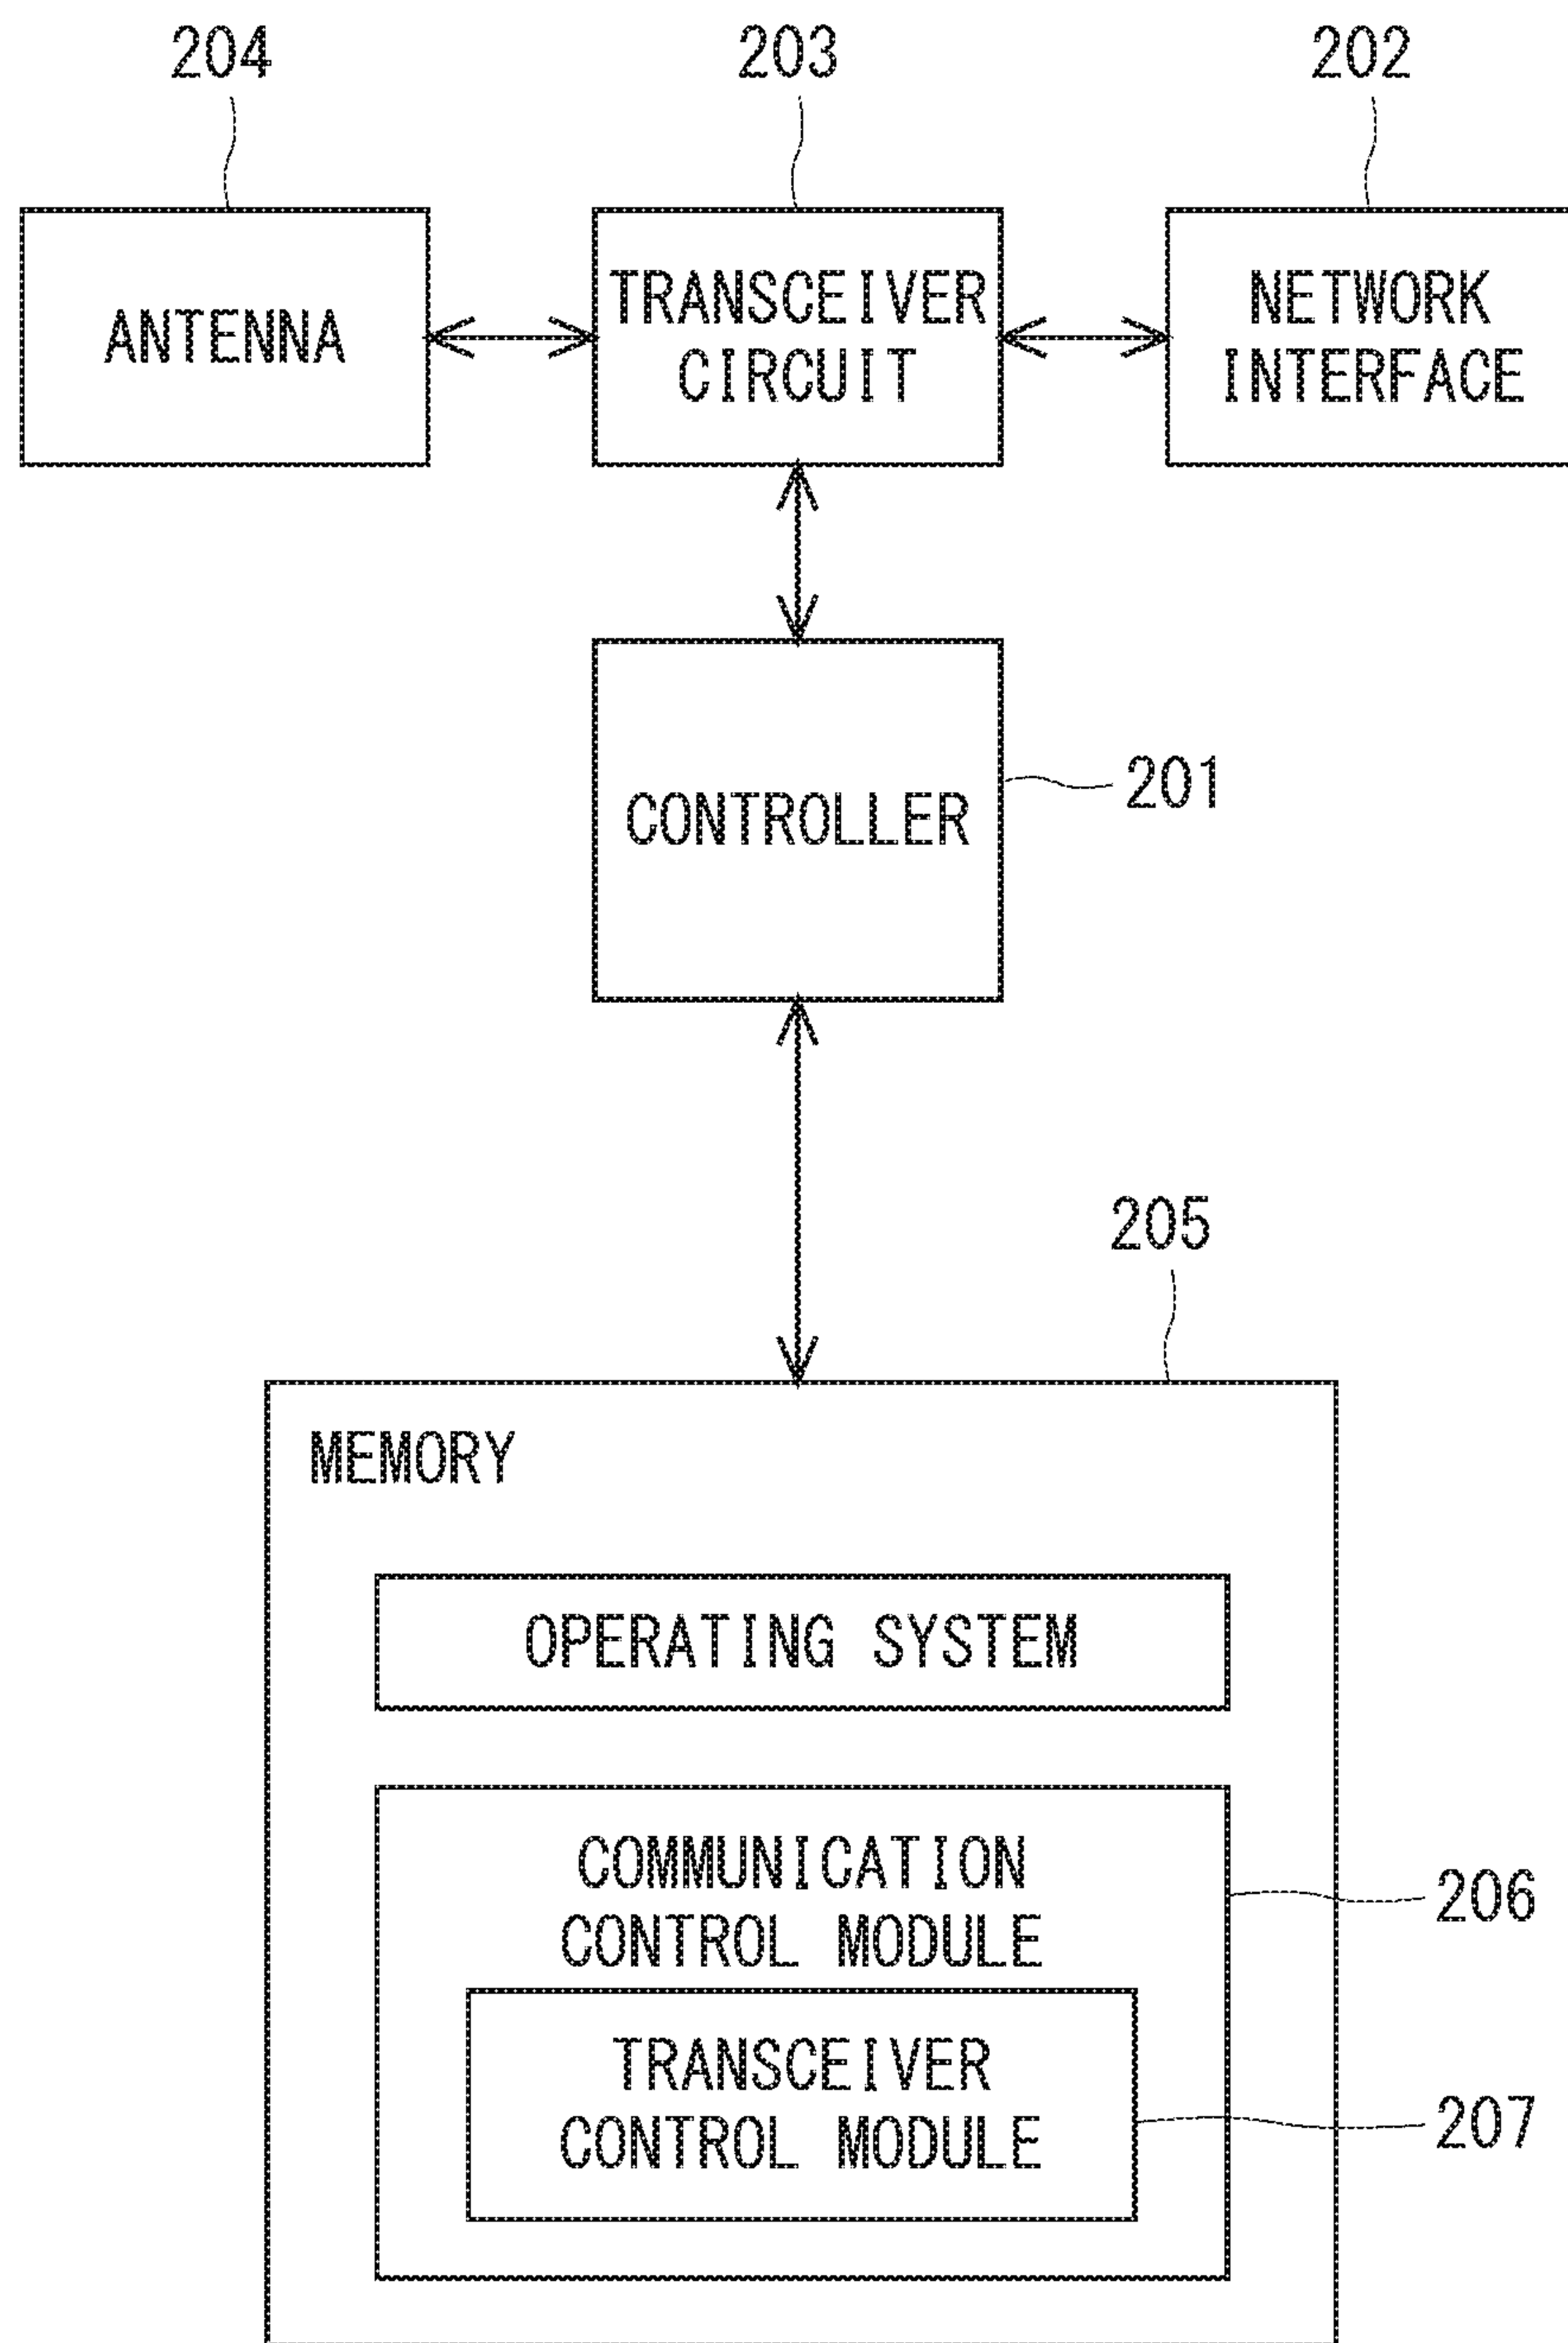 204
203
202
ANTENNA
TRANSCEIVER
CIRCUIT
NETWORK
INTERFACE
CONTROLLER
201
205
MEMORY
OPERATING SYSTEM
COMMUNICATION
CONTROL MODULE
206
TRANSCEIVER
CONTROL MODULE
207